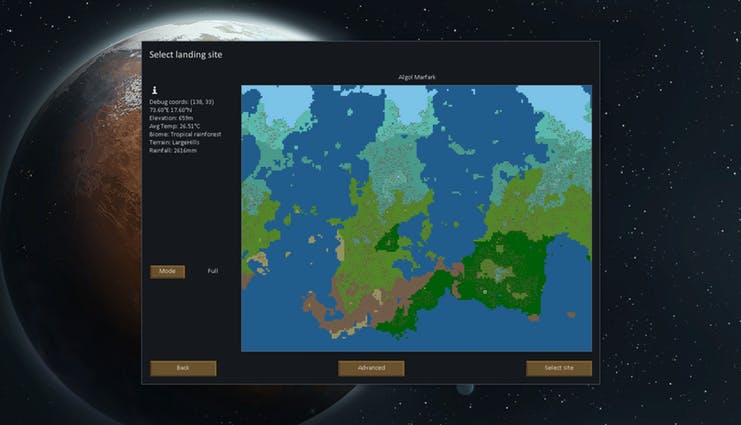 Select landing site
Algol Marfark
Debug coords: (138, 33)
73.60°E 17.60°N
Elevation: 659m
Avg Temp: 26.51°C
Biome: Tropical rainforest
Terrain: LargeHills
Rainfall: 2616mm
Mode
Full
Back
Advanced
Select site